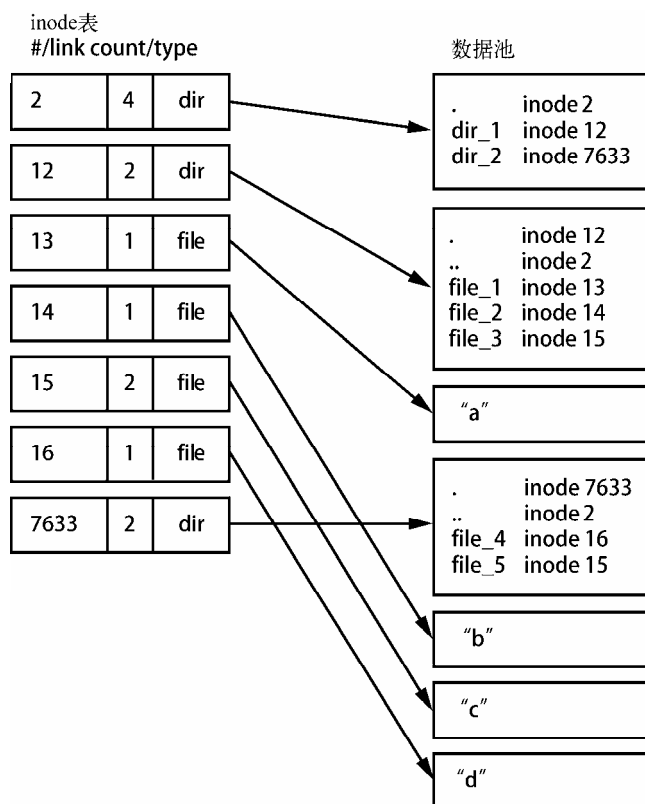 inode表
#/link count/type
2 4 dir
12 2 dir
13 1 file
14 1 file
15 2 file
16 1 file
7633 2 dir
数据池
. inode 2
dir_1 inode 12
dir_2 inode 7633
. inode 12
.. inode 2
file_1 inode 13
file_2 inode 14
file_3 inode 15
“a”
. inode 7633
.. inode 2
file_4 inode 16
file_5 inode 15
“b”
“c”
“d”